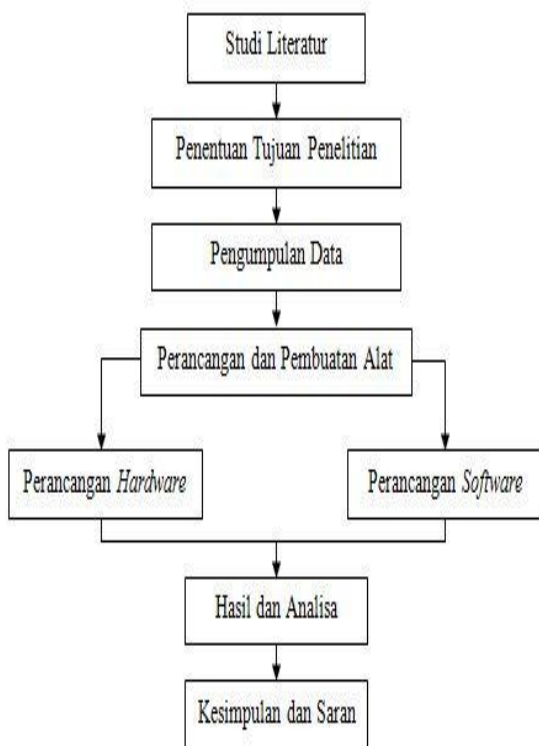 Studi Literatur
Penentuan Tujuan Penelitian
Pengumpulan Data
Perancangan dan Pembuatan Alat
Perancangan Hardware
Perancangan Software
Hasil dan Analisa
Kesimpulan dan Saran